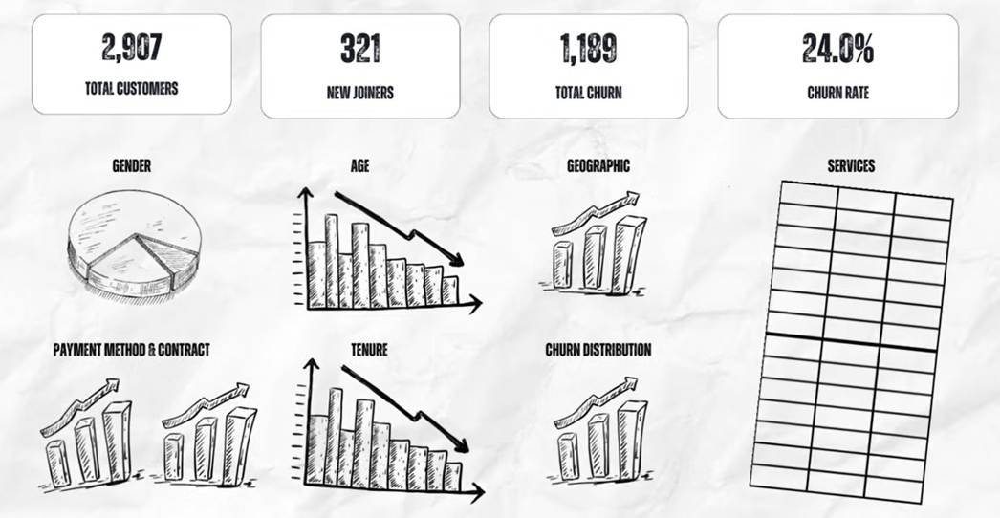 2,907
TOTAL CUSTOMERS
321
NEW JOINERS
1,189
TOTAL CHURN
24.0%
CHURN RATE
GENDER
AGE
GEOGRAPHIC
SERVICES
PAYMENT METHOD & CONTRACT
TENURE
CHURN DISTRIBUTION